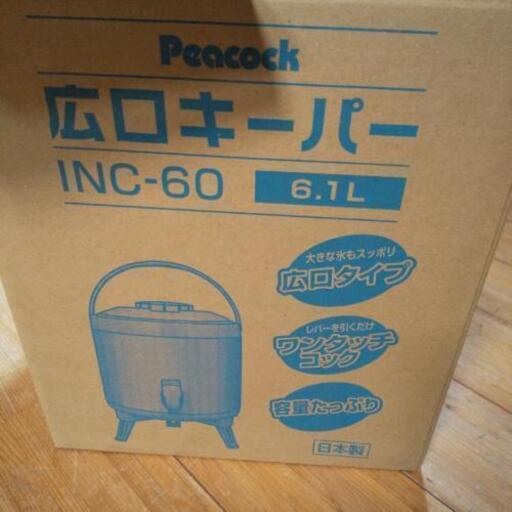 Peacock
広口キーパー
INC-60 6.1L
大きな氷もスッポリ
広口タイプ
レバーを引くだけ
ワンタッチ
コック
容量たっぷり
日本製